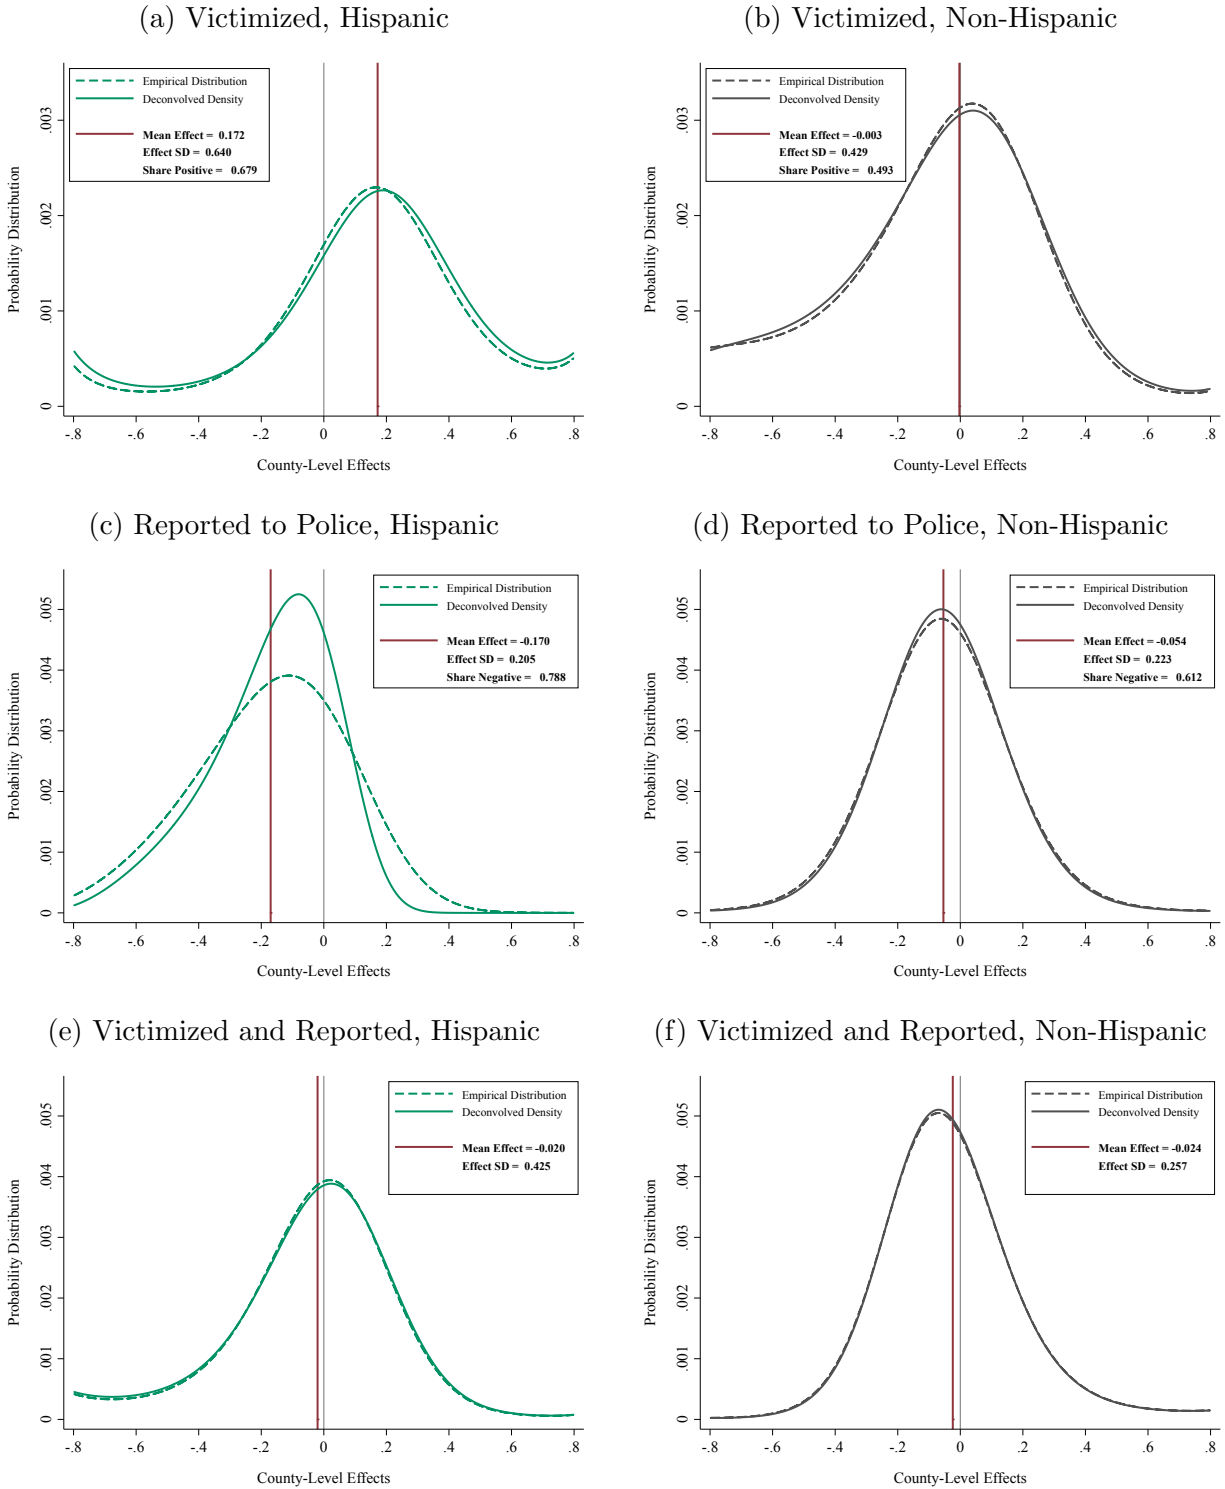 (a) Victimized, Hispanic
Empirical Distribution
Deconvolved Density
Mean Effect = 0.172
Effect SD = 0.640
Share Positive = 0.679
Probability Distribution
0
.001
.002
.003
-.8
-.6
-.4
-.2
0
.2
.4
.6
.8
County-Level Effects
(b) Victimized, Non-Hispanic
Empirical Distribution
Deconvolved Density
Mean Effect = -0.003
Effect SD = 0.429
Share Positive = 0.493
Probability Distribution
0
.001
.002
.003
-.8
-.6
-.4
-.2
0
.2
.4
.6
.8
County-Level Effects
(c) Reported to Police, Hispanic
Empirical Distribution
Deconvolved Density
Mean Effect = -0.170
Effect SD = 0.205
Share Negative = 0.788
Probability Distribution
0
.001
.002
.003
.004
.005
-.8
-.6
-.4
-.2
0
.2
.4
.6
.8
County-Level Effects
(d) Reported to Police, Non-Hispanic
Empirical Distribution
Deconvolved Density
Mean Effect = -0.054
Effect SD = 0.223
Share Negative = 0.612
Probability Distribution
0
.001
.002
.003
.004
.005
-.8
-.6
-.4
-.2
0
.2
.4
.6
.8
County-Level Effects
(e) Victimized and Reported, Hispanic
Empirical Distribution
Deconvolved Density
Mean Effect = -0.020
Effect SD = 0.425
Probability Distribution
0
.001
.002
.003
.004
.005
-.8
-.6
-.4
-.2
0
.2
.4
.6
.8
County-Level Effects
(f) Victimized and Reported, Non-Hispanic
Empirical Distribution
Deconvolved Density
Mean Effect = -0.024
Effect SD = 0.257
Probability Distribution
0
.001
.002
.003
.004
.005
-.8
-.6
-.4
-.2
0
.2
.4
.6
.8
County-Level Effects